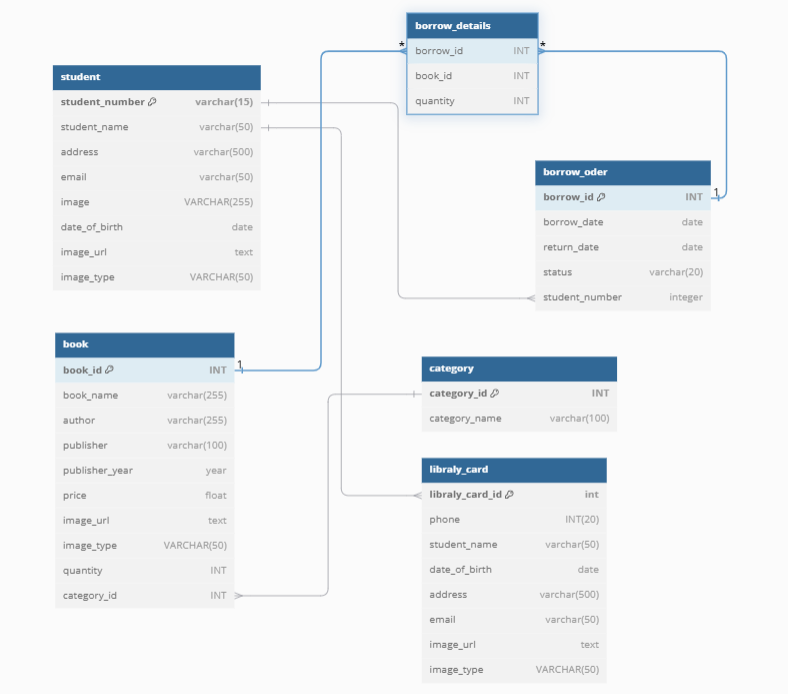 borrow_details
borrow_id INT
book_id INT
quantity INT
* *
student
student_number varchar(15)
student_name varchar(50)
address varchar(500)
email varchar(50)
image VARCHAR(255)
date_of_birth date
image_url text
image_type VARCHAR(50)
borrow_oder
borrow_id INT
1
borrow_date date
return_date date
status varchar(20)
student_number integer
book
book_id INT
1
book_name varchar(255)
author varchar(255)
publisher varchar(100)
publisher_year year
price float
image_url text
image_type VARCHAR(50)
quantity INT
category_id INT
category
category_id INT
category_name varchar(100)
libraly_card
libraly_card_id int
phone INT(20)
student_name varchar(50)
date_of_birth date
address varchar(500)
email varchar(50)
image_url text
image_type VARCHAR(50)